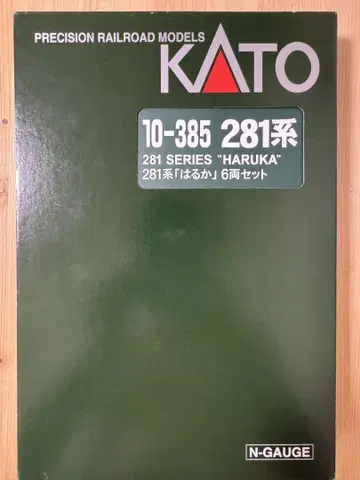 PRECISION RAILROAD MODELS
KATO
10-385 281系
281 SERIES "HARUKA"
281系「はるか」6両セット
N-GAUGE